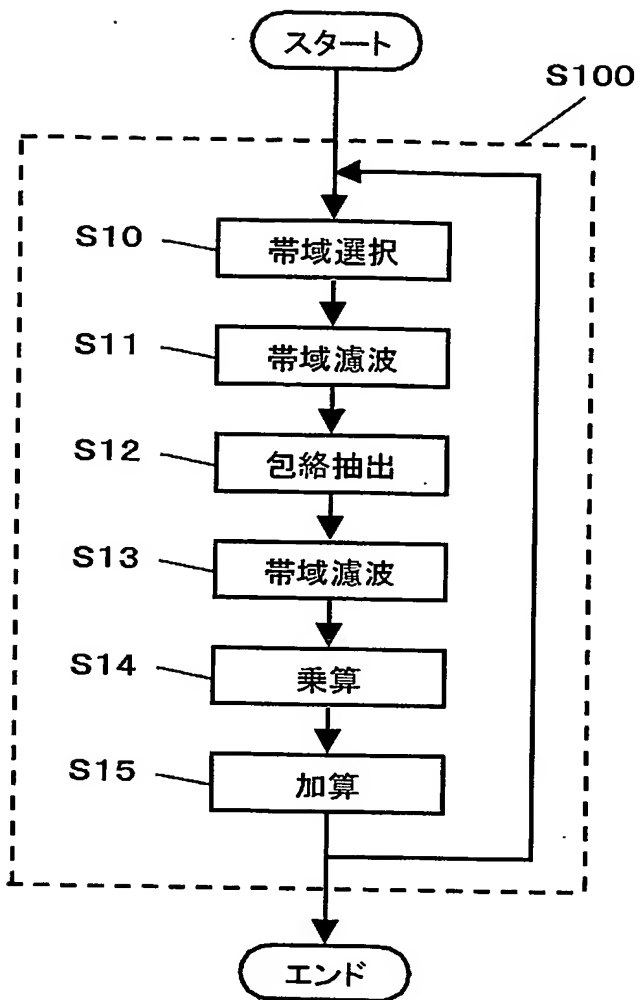 スタート
S100
S10
帯域選択
S11
帯域濾波
S12
包絡抽出
S13
帯域濾波
S14
乗算
S15
加算
エンド